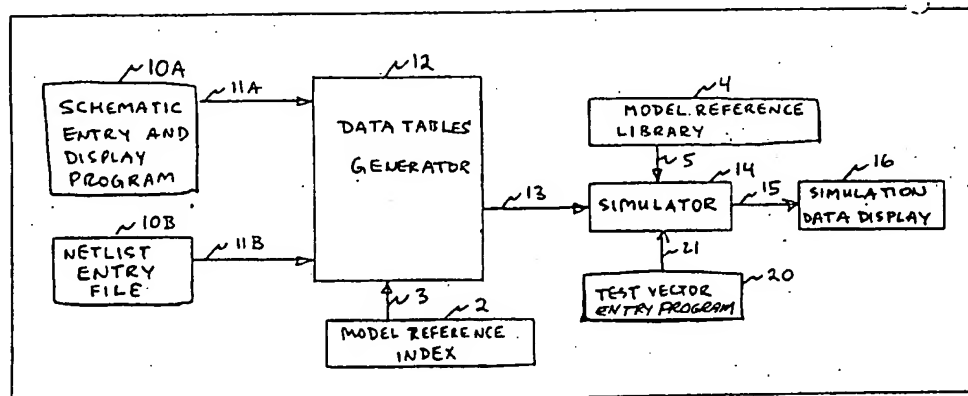 10A
SCHEMATIC
ENTRY AND
DISPLAY
PROGRAM
11A
10B
NETLIST
ENTRY
FILE
11B
12
DATA TABLES
GENERATOR
3
2
MODEL REFERENCE
INDEX
13
4
MODEL REFERENCE
LIBRARY
5
14
SIMULATOR
15
16
SIMULATION
DATA DISPLAY
21
20
TEST VECTOR
ENTRY PROGRAM